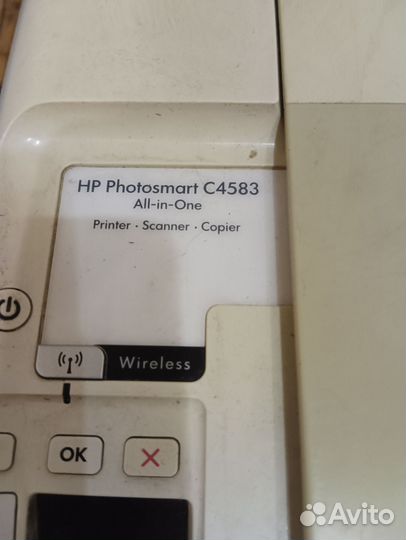 HP Photosmart C4583
All-in-One
Printer · Scanner · Copier
Wireless
OK
Avito